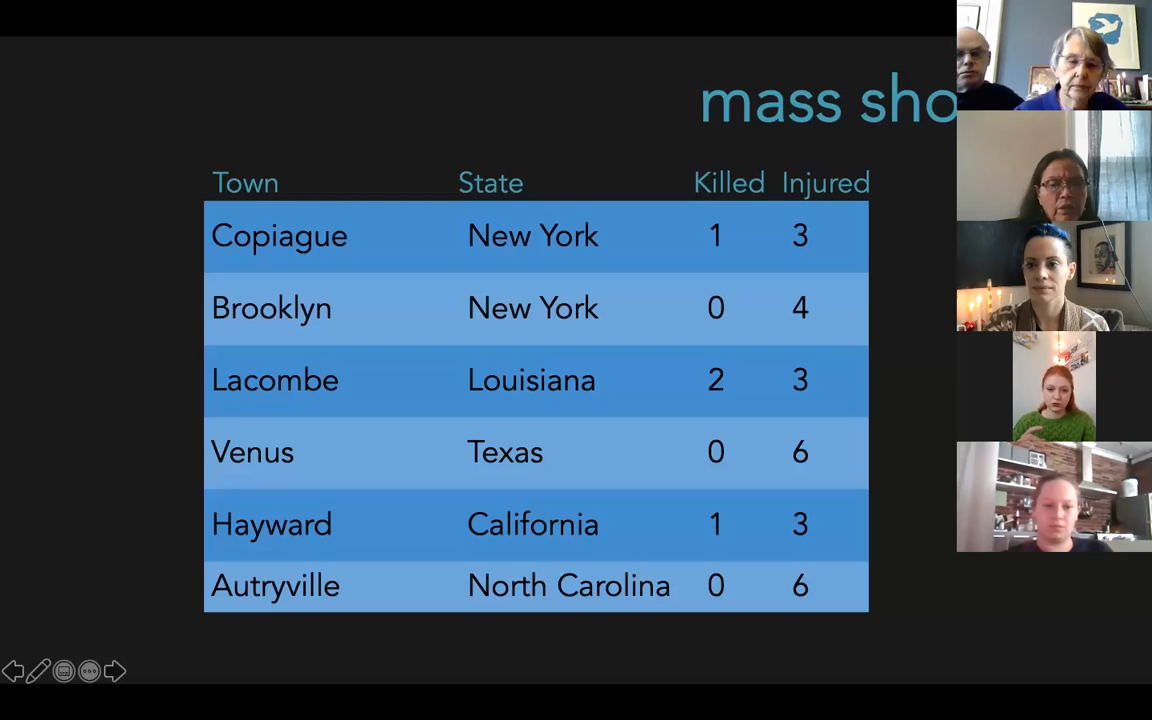 mass sho
Town State Killed Injured
Copiague New York 1 3
Brooklyn New York 0 4
Lacombe Louisiana 2 3
Venus Texas 0 6
Hayward California 1 3
Autryville North Carolina 0 6